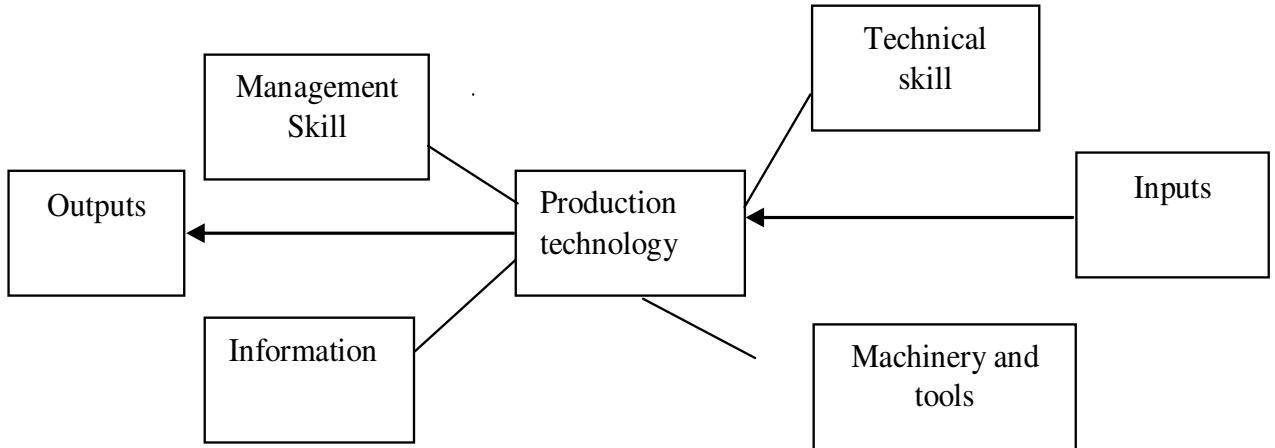 Technical
skill
Management
Skill
Outputs
Production
technology
Inputs
Information
Machinery and
tools